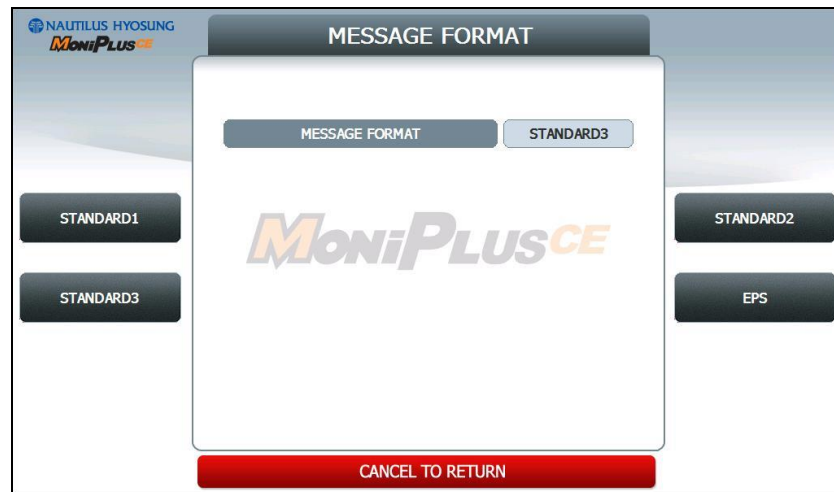 NAUTILUS HYOSUNG
MONiPLUSCE
MESSAGE FORMAT
MESSAGE FORMAT STANDARD3
STANDARD1
STANDARD2
MONiPLUSCE
STANDARD3
EPS
CANCEL TO RETURN